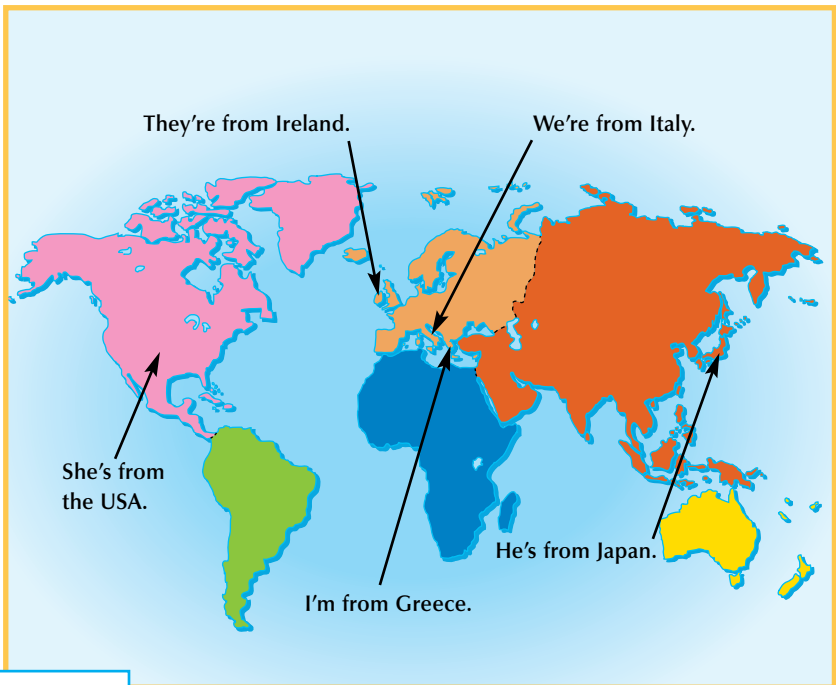 They're from Ireland.
We're from Italy.
She's from
the USA.
He's from Japan.
I'm from Greece.